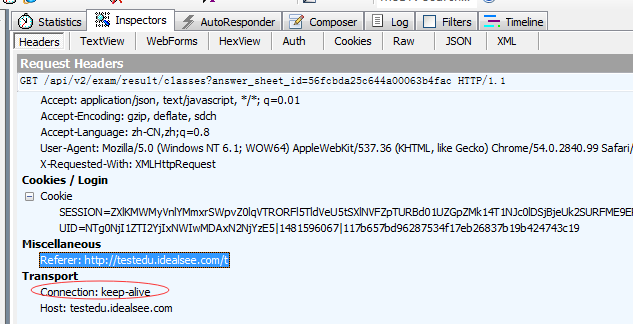 Statistics Inspectors AutoResponder Composer Log Filters Timeline
Headers TextView WebForms HexView Auth Cookies Raw JSON XML
Request Headers
GET /api/v2/exam/result/classes?answer_sheet_id=56fcbda25c644a00063b4fac HTTP/1.1
Accept: application/json, text/javascript, */*; q=0.01
Accept-Encoding: gzip, deflate, sdch
Accept-Language: zh-CN,zh;q=0.8
User-Agent: Mozilla/5.0 (Windows NT 6.1; WOW64) AppleWebKit/537.36 (KHTML, like Gecko) Chrome/54.0.2840.99 Safari/
X-Requested-With: XMLHttpRequest
Cookies / Login
Cookie
UID=NTg0NjI1ZTI2YjIxNWIwMDAxN2NjYzE5|1481596067|117b657bd96287534f17eb26837b19b424743c19
Miscellaneous
Referer: http://testedu.idealsee.com/t
Transport
Connection: keep-alive
Host: testedu.idealsee.com